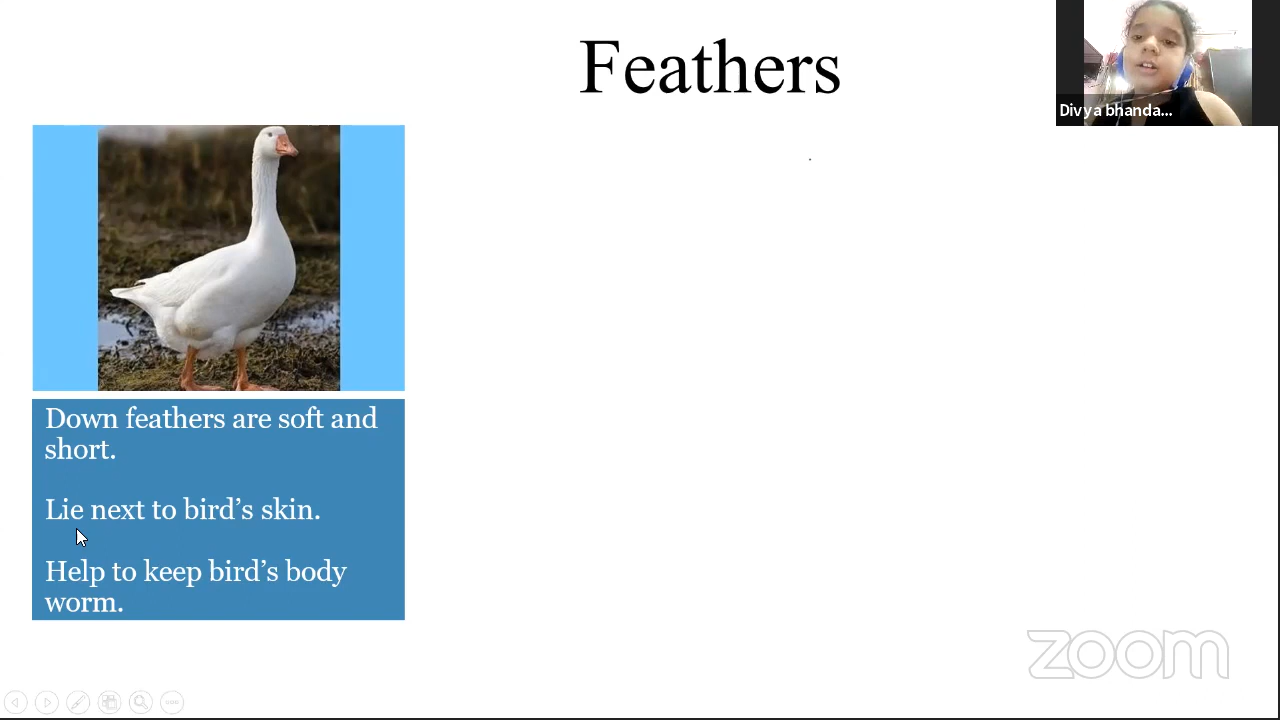 Feathers
Divya bhanda...
Down feathers are soft and
short.
Lie next to bird's skin.
Help to keep bird's body
worm.
zoom